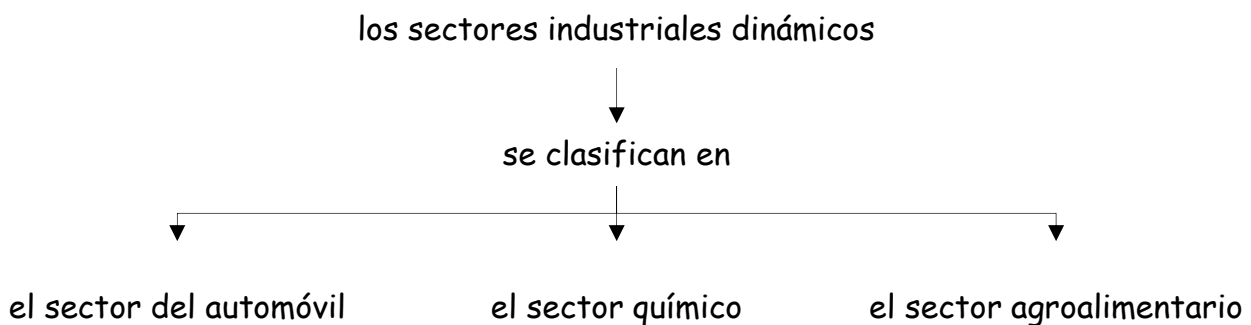 los sectores industriales dinámicos
se clasifican en
el sector del automóvil
el sector químico
el sector agroalimentario